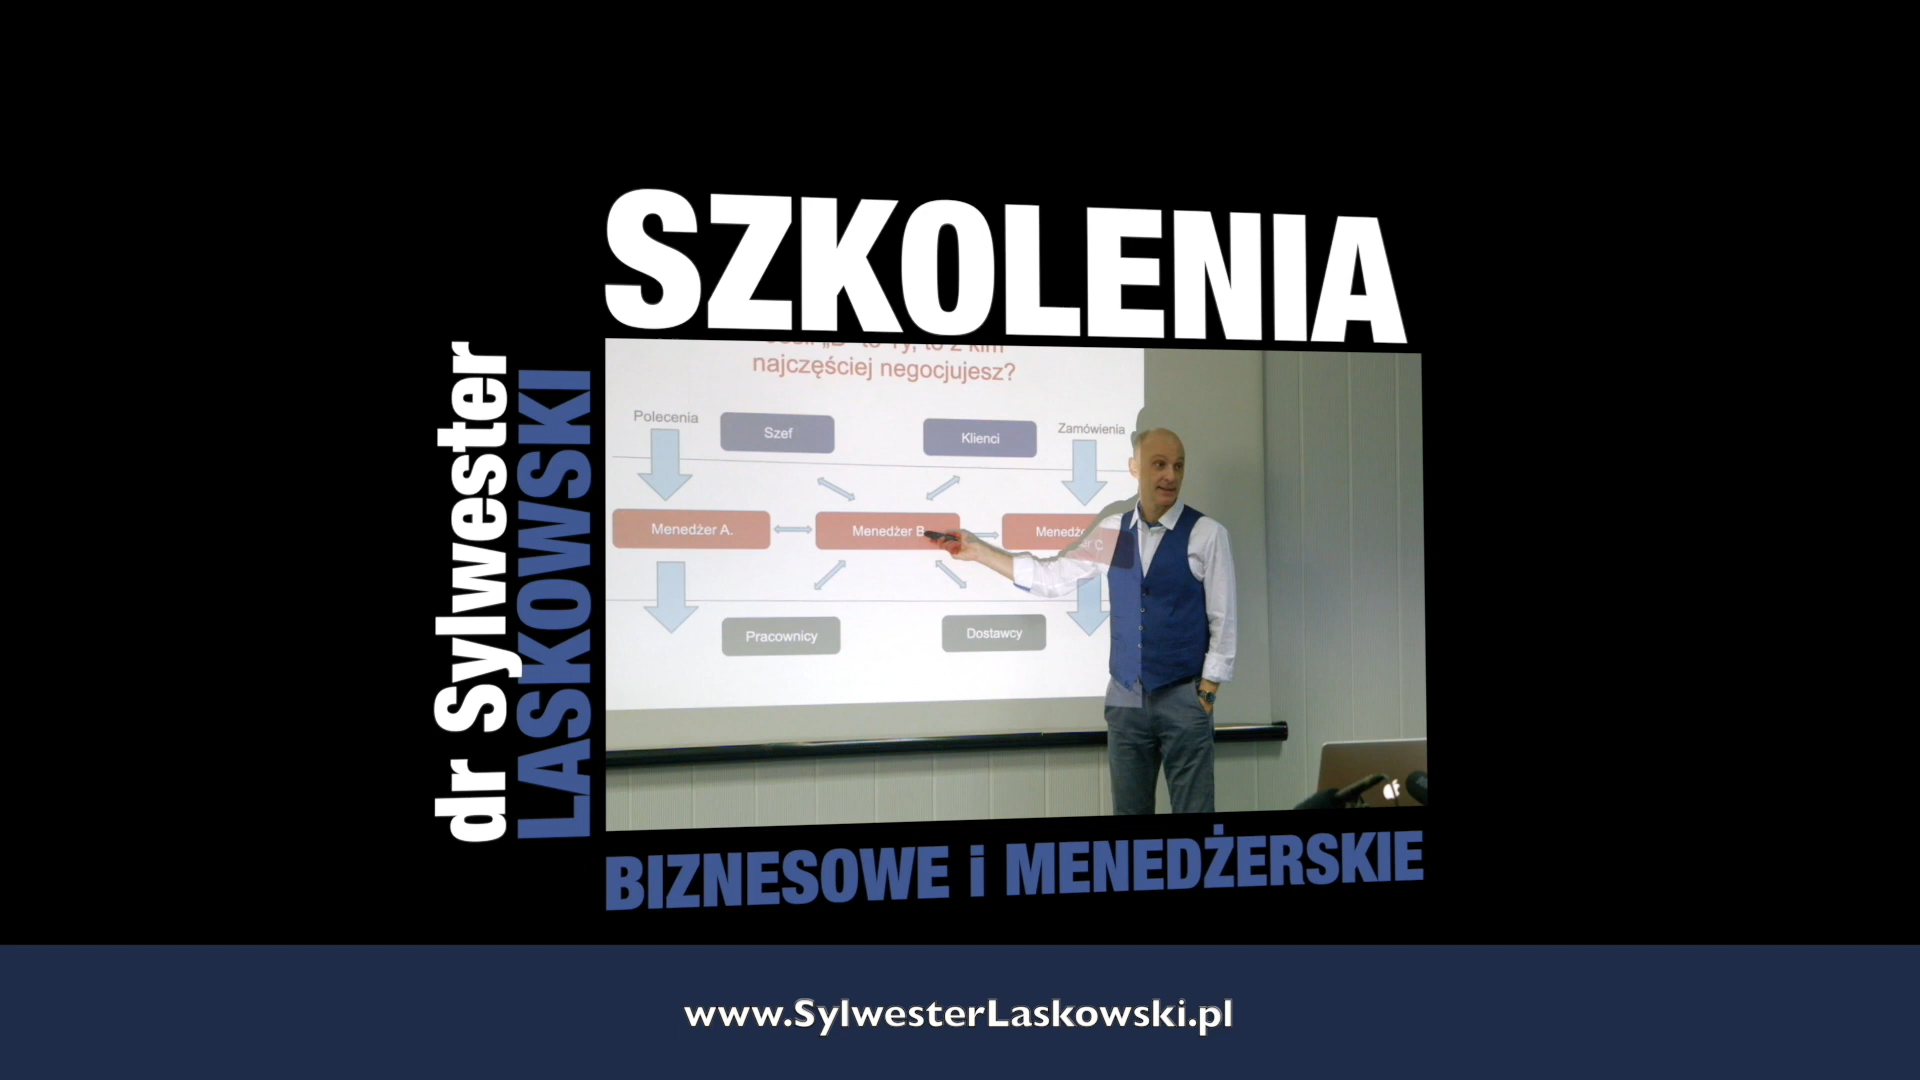 SZKOLENIA
dr Sylwester
LASKOWSKI
najczęściej negocjujesz?
Polecenia
Szef
Klienci
Zamówienia
Menedżer A.
Menedżer B
Pracownicy
Dostawcy
BIZNESOWE i MENEDŻERSKIE
www.SylwesterLaskowski.pl